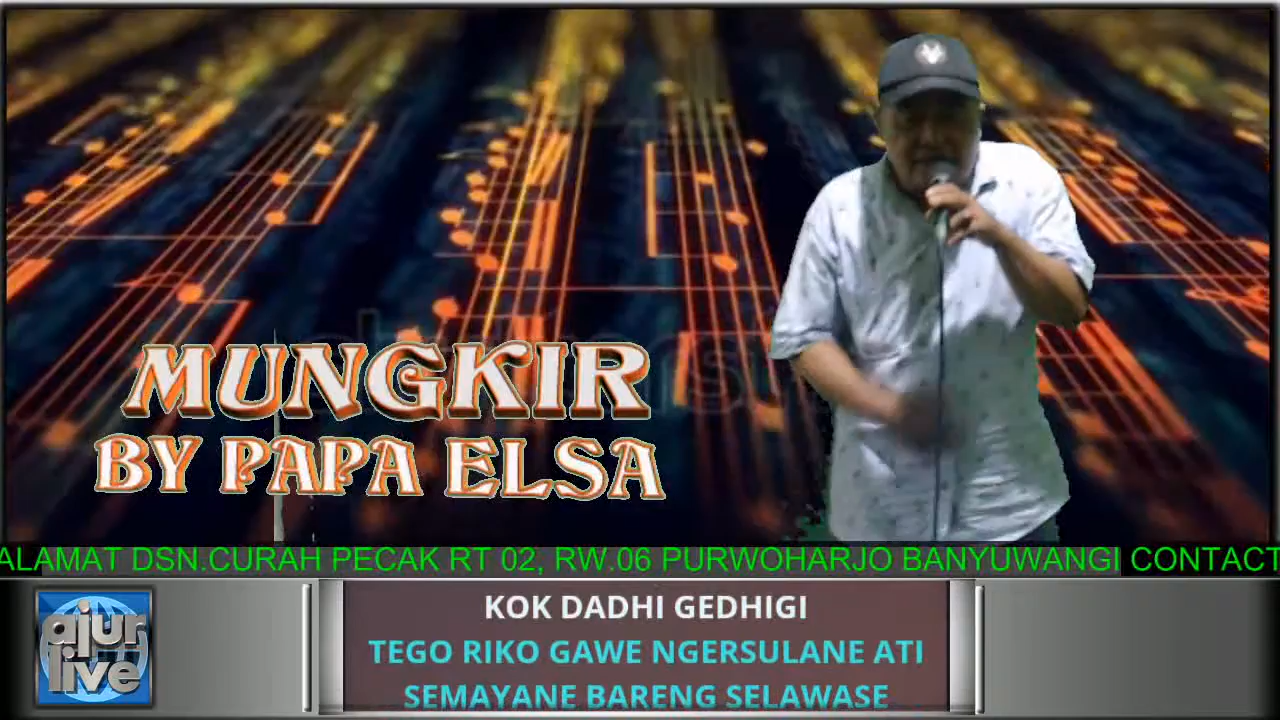 MUNGKIR
BY PAPA ELSA
ALAMAT DSN.CURAH PECAK RT 02, RW.06 PURWOHARJO BANYUWANGI CONTACT
KOK DADHI GEDHIGI
TEGO RIKO GAWE NGERSULANE ATI
SEMAYANE BARENG SELAWASE
ajur
live